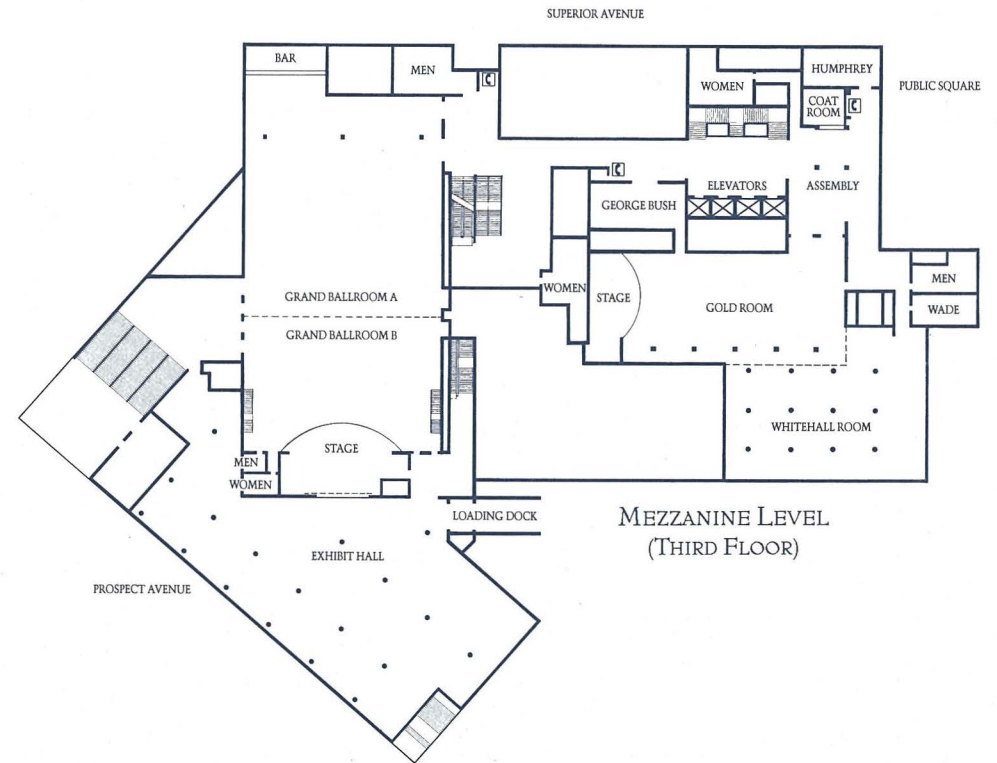 SUPERIOR AVENUE
BAR
MEN
WOMEN
HUMPHREY
PUBLIC SQUARE
COAT
ROOM
ELEVATORS
ASSEMBLY
GEORGE BUSH
WOMEN
STAGE
GOLD ROOM
MEN
WADE
GRAND BALLROOM A
GRAND BALLROOM B
WHITEHALL ROOM
STAGE
MEN
WOMEN
LOADING DOCK
MEZZANINE LEVEL
(THIRD FLOOR)
EXHIBIT HALL
PROSPECT AVENUE